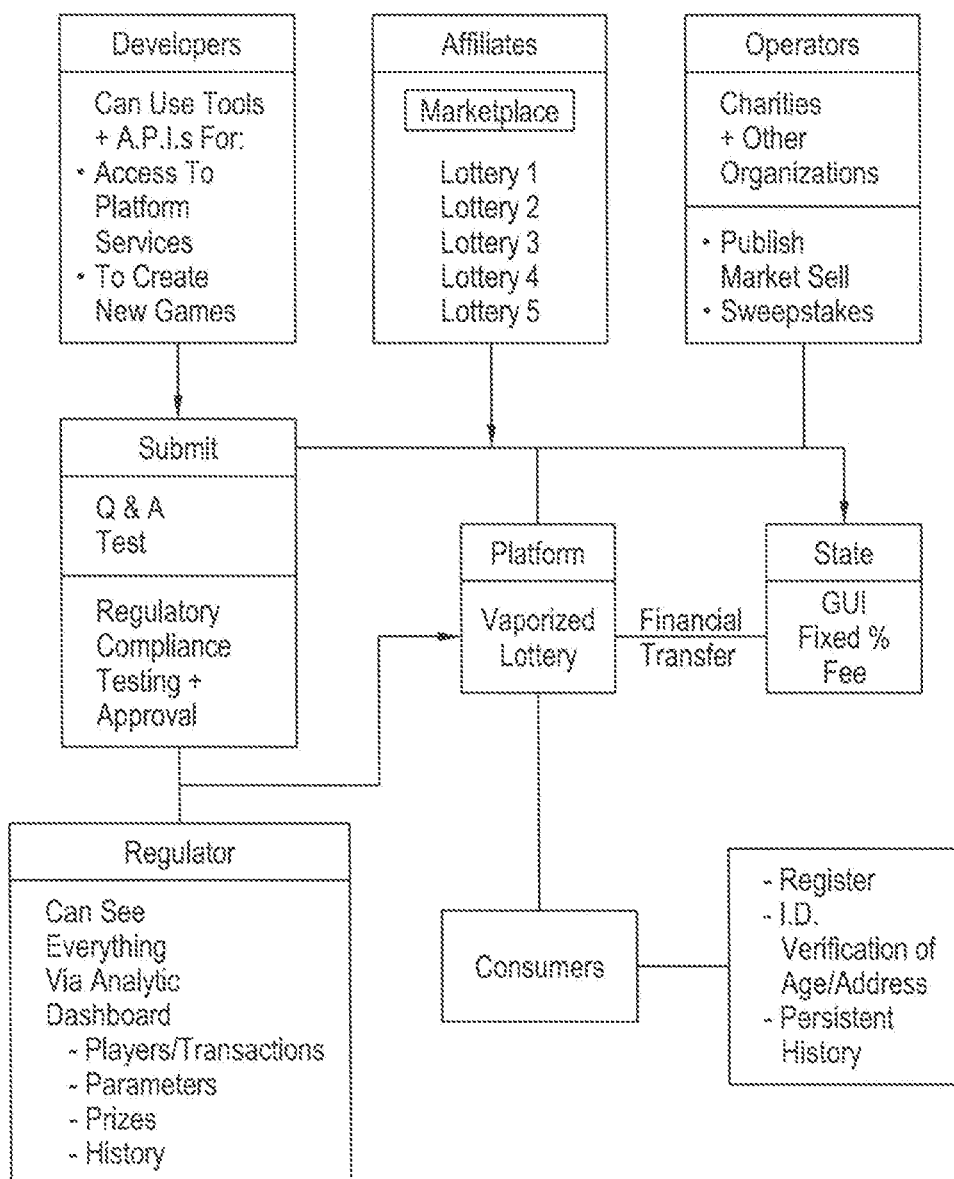 Developers
Can Use Tools
+ A.P.I.s For:
• Access To
Platform
Services
• To Create
New Games
Affiliates
Marketplace
Lottery 1
Lottery 2
Lottery 3
Lottery 4
Lottery 5
Operators
Charities
+ Other
Organizations
• Publish
Market Sell
• Sweepstakes
Submit
Q & A
Test
Regulatory
Compliance
Testing +
Approval
Platform
Vaporized
Lottery
Financial
Transfer
State
GUI
Fixed %
Fee
Regulator
Can See
Everything
Via Analytic
Dashboard
- Players/Transactions
- Parameters
- Prizes
- History
Consumers
- Register
- I.D.
Verification of
Age/Address
- Persistent
History